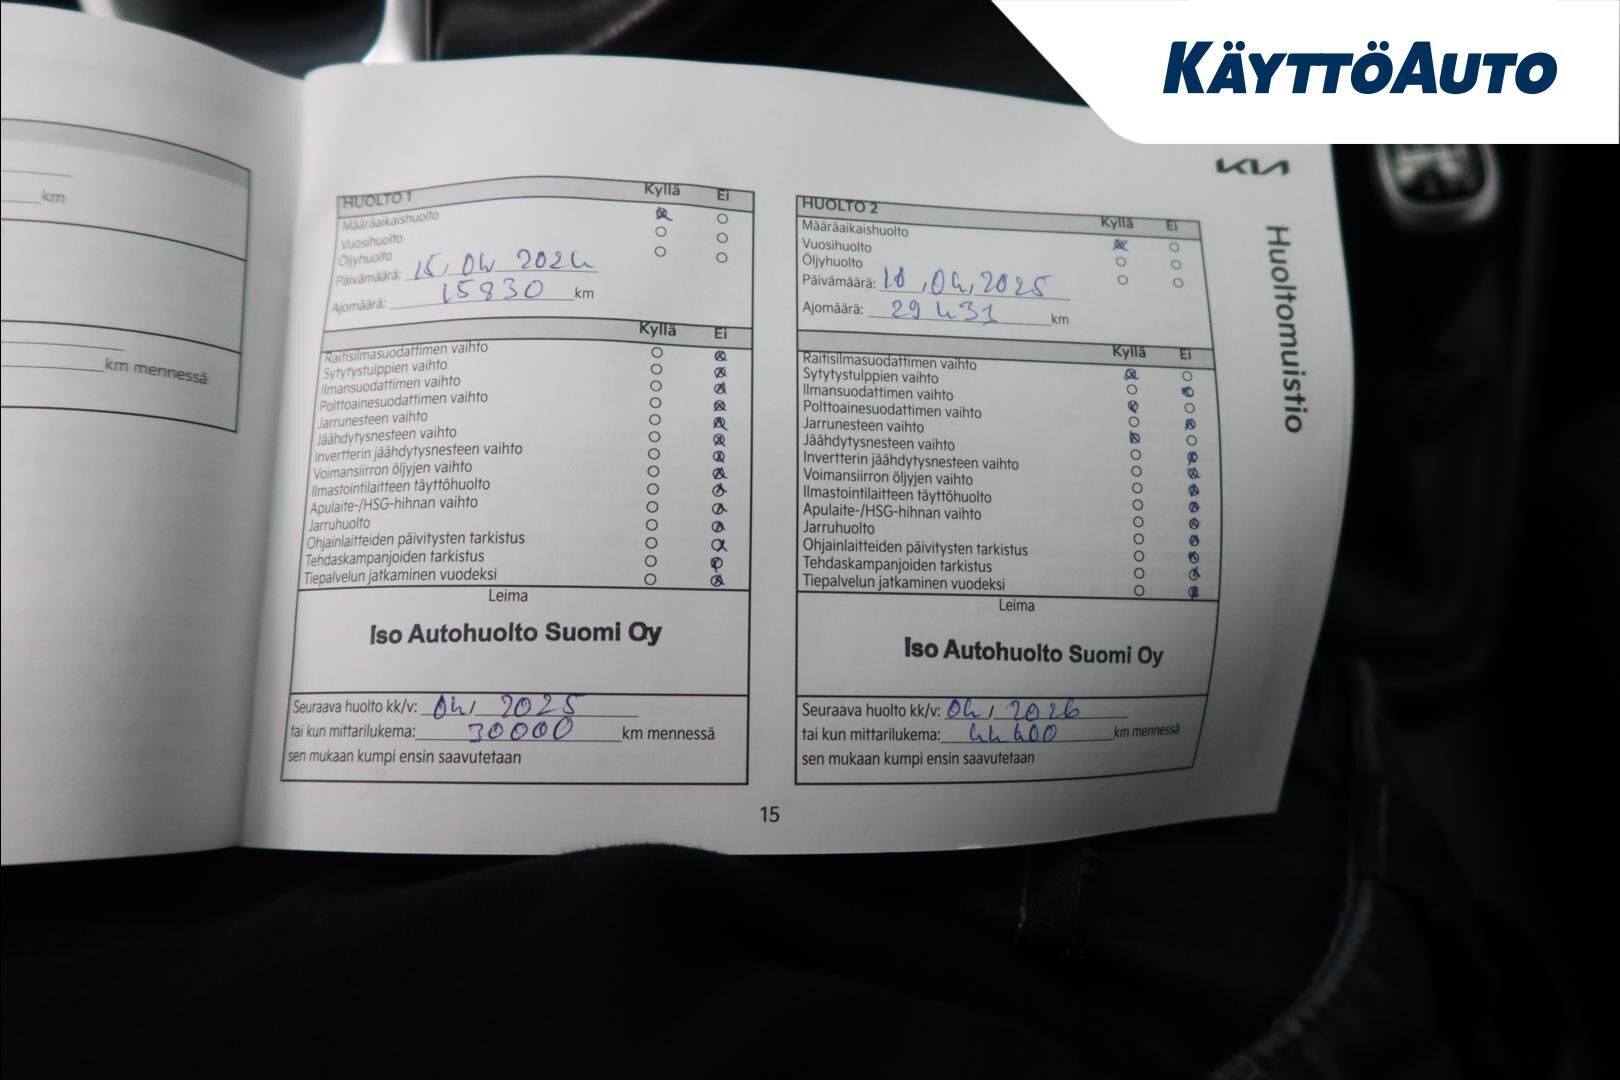 KÄYTTÖAUTO
KIA
Huoltomuistio
km
km mennessä
HUOLTO 1 Kyllä Ei
Määräaikaishuolto
Vuosihuolto
Öljyhuolto
Päivämäärä: 15.04 2024
Ajomäärä: 15830 km
Kyllä Ei
Raitisilmasuodattimen vaihto
Sytytystulppien vaihto
Ilmansuodattimen vaihto
Polttoainesuodattimen vaihto
Jarrunesteen vaihto
Jäähdytysnesteen vaihto
Invertterin jäähdytysnesteen vaihto
Voimansiirron öljyjen vaihto
Ilmastointilaitteen täyttöhuolto
Apulaite-/HSG-hihnan vaihto
Jarruhuolto
Ohjainlaitteiden päivitysten tarkistus
Tehdaskampanjoiden tarkistus
Tiepalvelun jatkaminen vuodeksi
Leima
Iso Autohuolto Suomi Oy
Seuraava huolto kk/v: 04/ 2025
tai kun mittarilukema: 30000 km mennessä
sen mukaan kumpi ensin saavutetaan
HUOLTO 2 Kyllä Ei
Määräaikaishuolto
Vuosihuolto
Öljyhuolto
Päivämäärä: 10.04.2025
Ajomäärä: 29431 km
Kyllä Ei
Raitisilmasuodattimen vaihto
Sytytystulppien vaihto
Ilmansuodattimen vaihto
Polttoainesuodattimen vaihto
Jarrunesteen vaihto
Jäähdytysnesteen vaihto
Invertterin jäähdytysnesteen vaihto
Voimansiirron öljyjen vaihto
Ilmastointilaitteen täyttöhuolto
Apulaite-/HSG-hihnan vaihto
Jarruhuolto
Ohjainlaitteiden päivitysten tarkistus
Tehdaskampanjoiden tarkistus
Tiepalvelun jatkaminen vuodeksi
Leima
Iso Autohuolto Suomi Oy
Seuraava huolto kk/v: 04/ 2026
tai kun mittarilukema: 44400 km mennessä
sen mukaan kumpi ensin saavutetaan
15